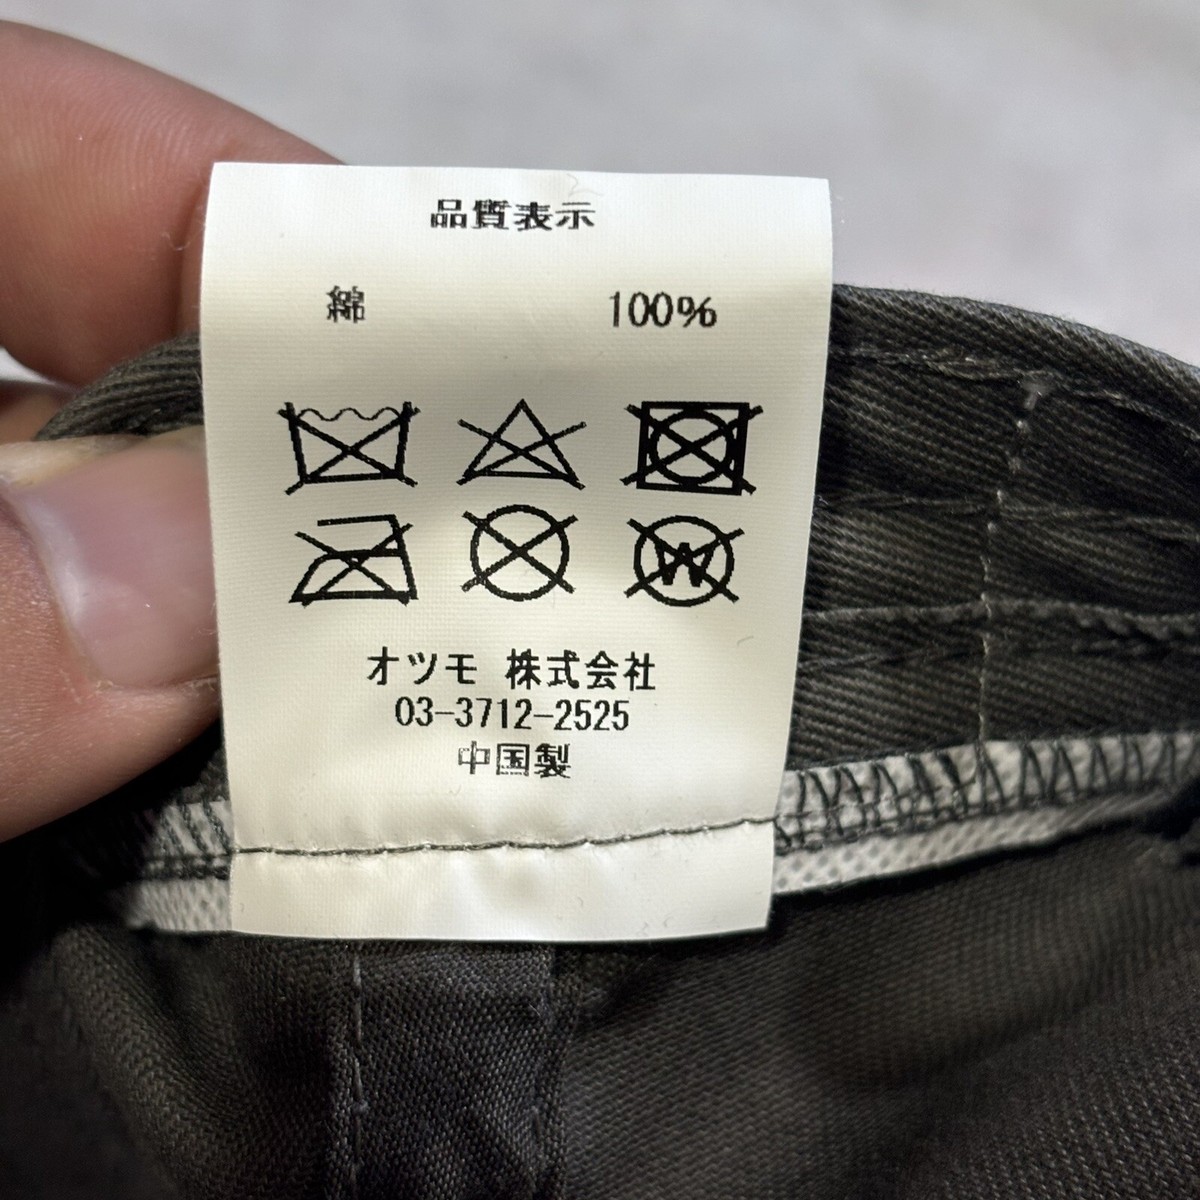 品質表示
綿 100%
W
オツモ 株式会社
03-3712-2525
中国製